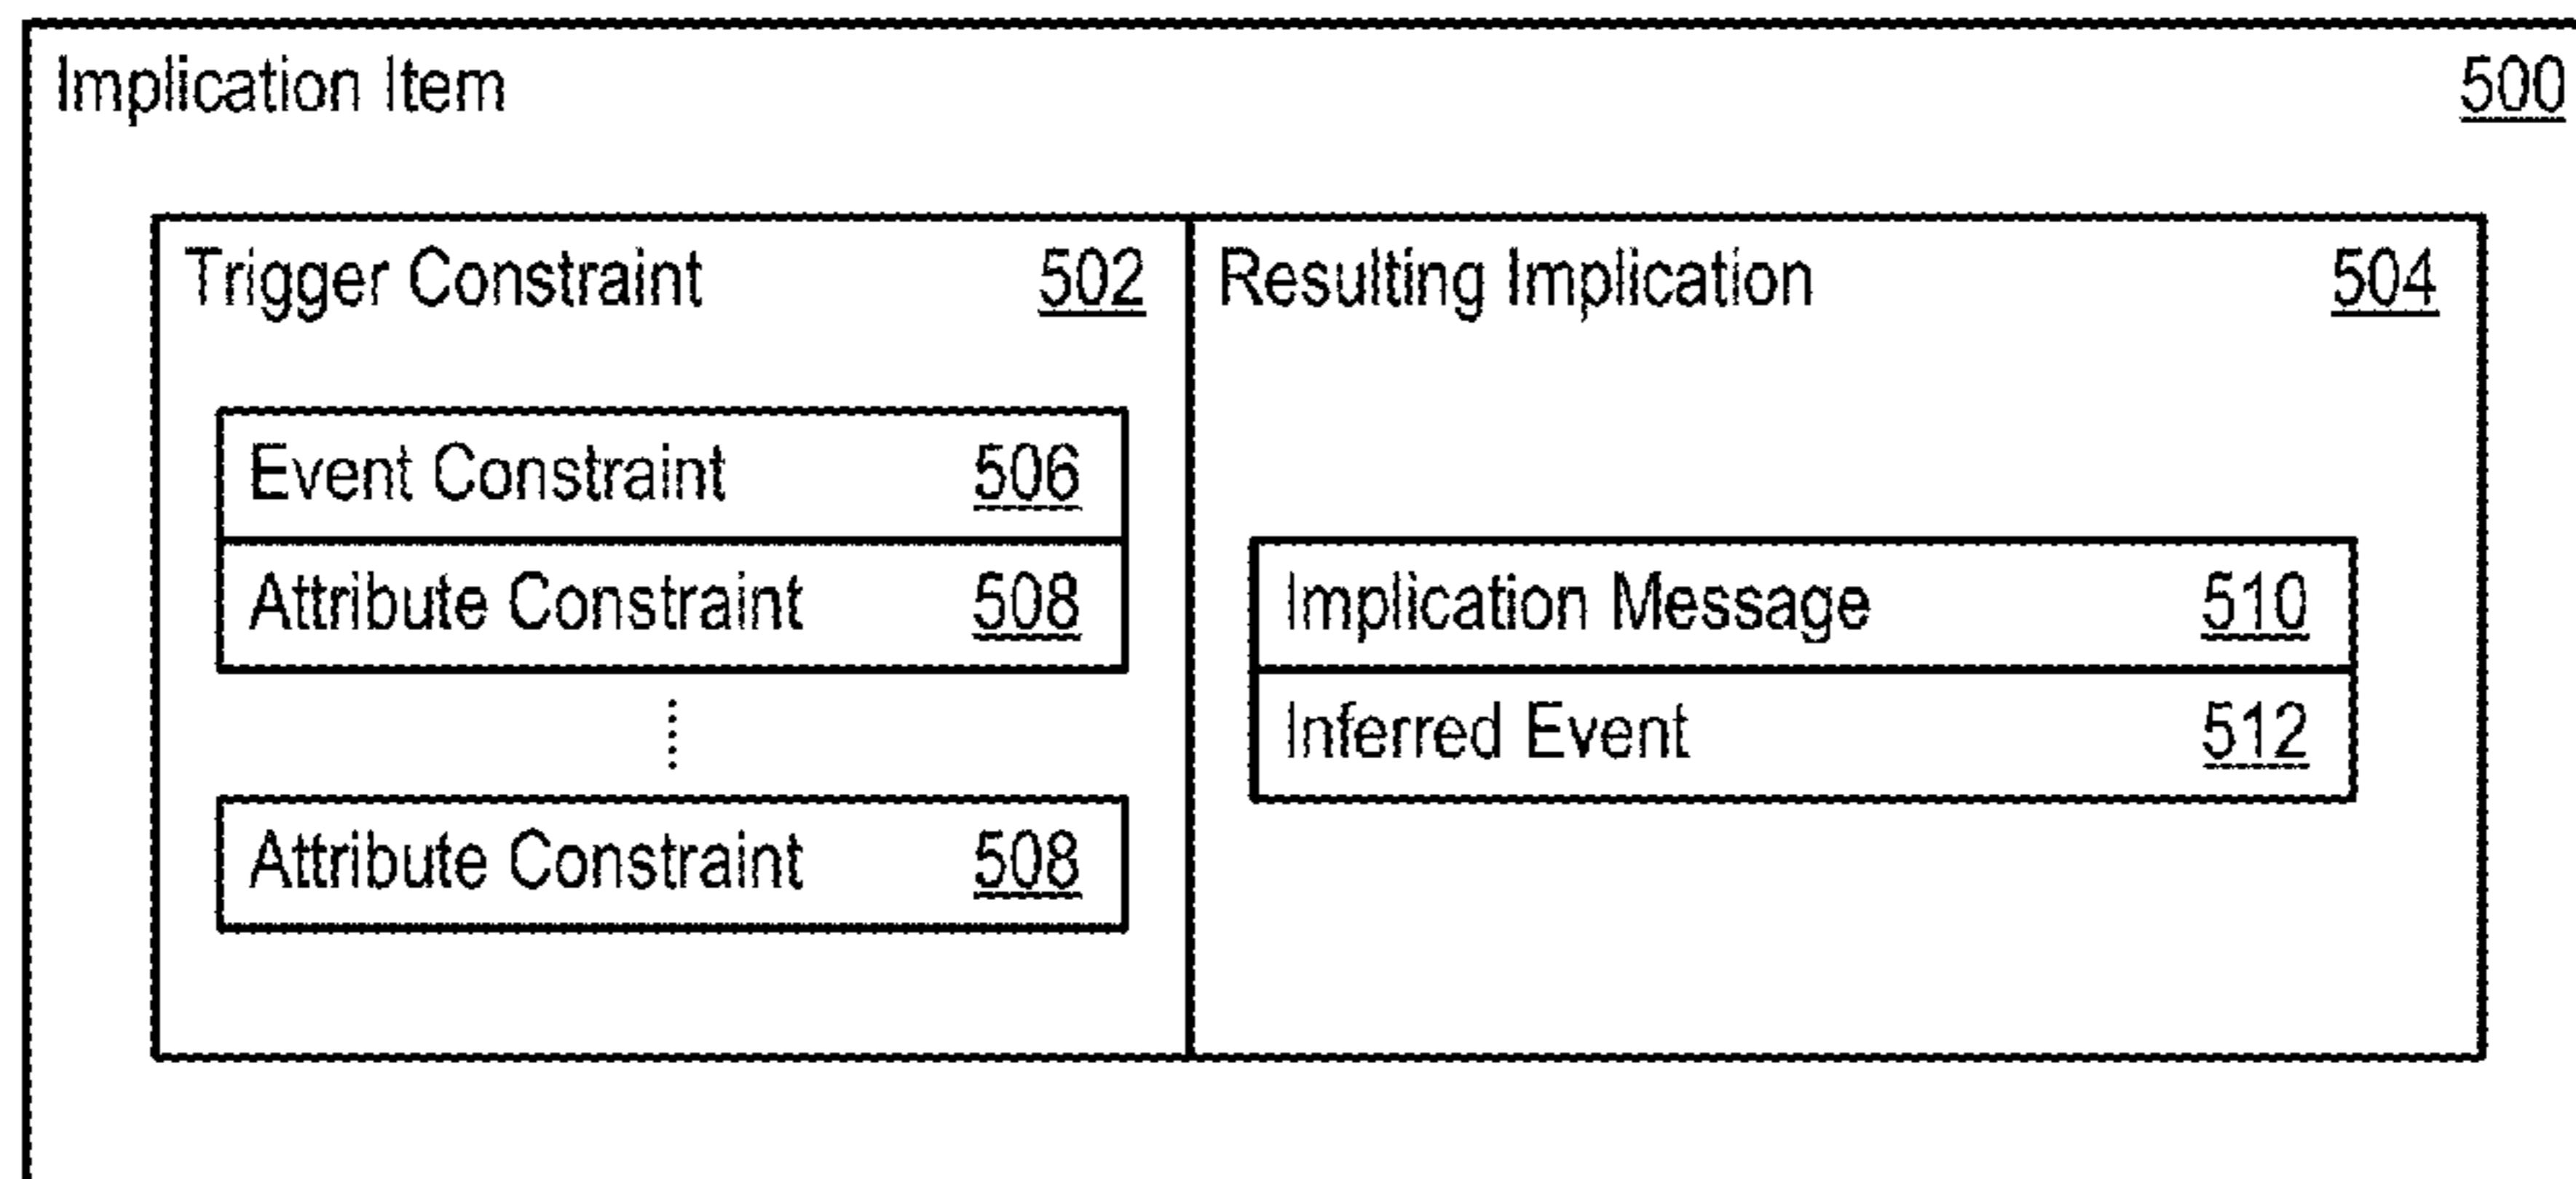 Implication Item 500
Trigger Constraint 502
Event Constraint 506
Attribute Constraint 508
Attribute Constraint 508
Resulting Implication 504
Implication Message 510
Inferred Event 512